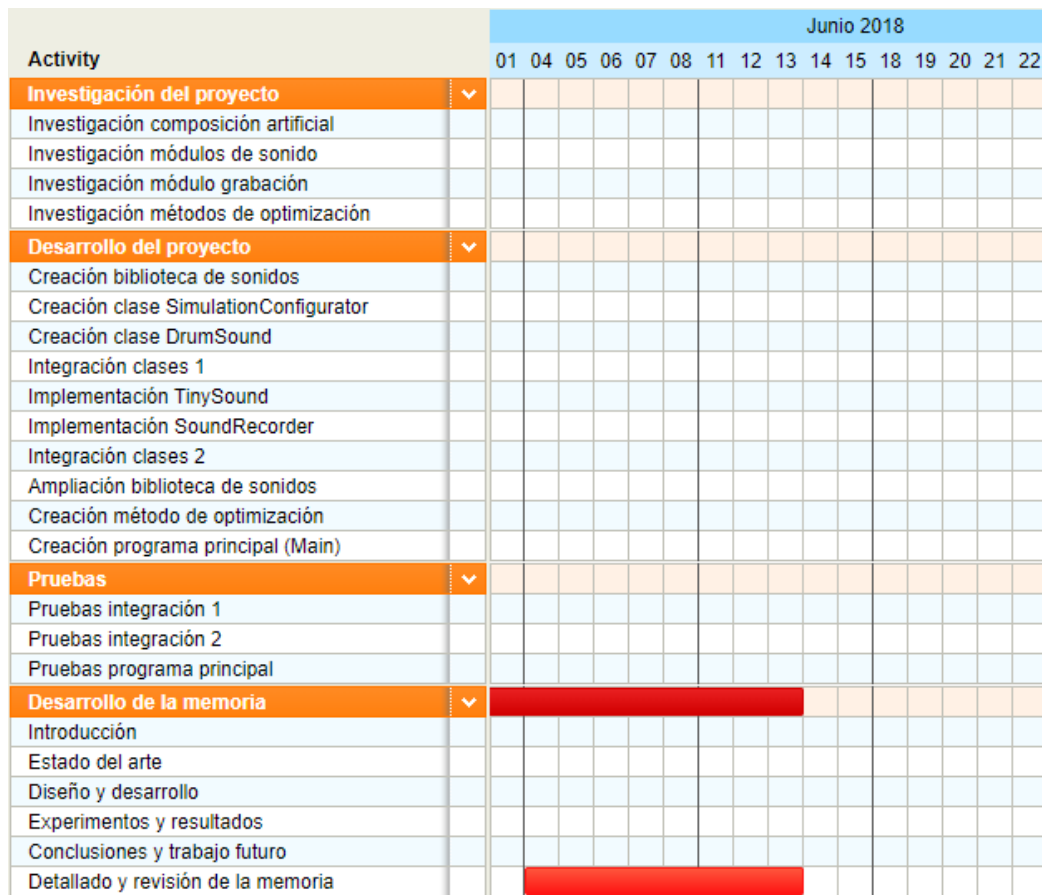 Junio 2018
Activity 01 04 05 06 07 08 11 12 13 14 15 18 19 20 21 22
Investigación del proyecto
Investigación composición artificial
Investigación módulos de sonido
Investigación módulo grabación
Investigación métodos de optimización
Desarrollo del proyecto
Creación biblioteca de sonidos
Creación clase SimulationConfigurator
Creación clase DrumSound
Integración clases 1
Implementación TinySound
Implementación SoundRecorder
Integración clases 2
Ampliación biblioteca de sonidos
Creación método de optimización
Creación programa principal (Main)
Pruebas
Pruebas integración 1
Pruebas integración 2
Pruebas programa principal
Desarrollo de la memoria
Introducción
Estado del arte
Diseño y desarrollo
Experimentos y resultados
Conclusiones y trabajo futuro
Detallado y revisión de la memoria